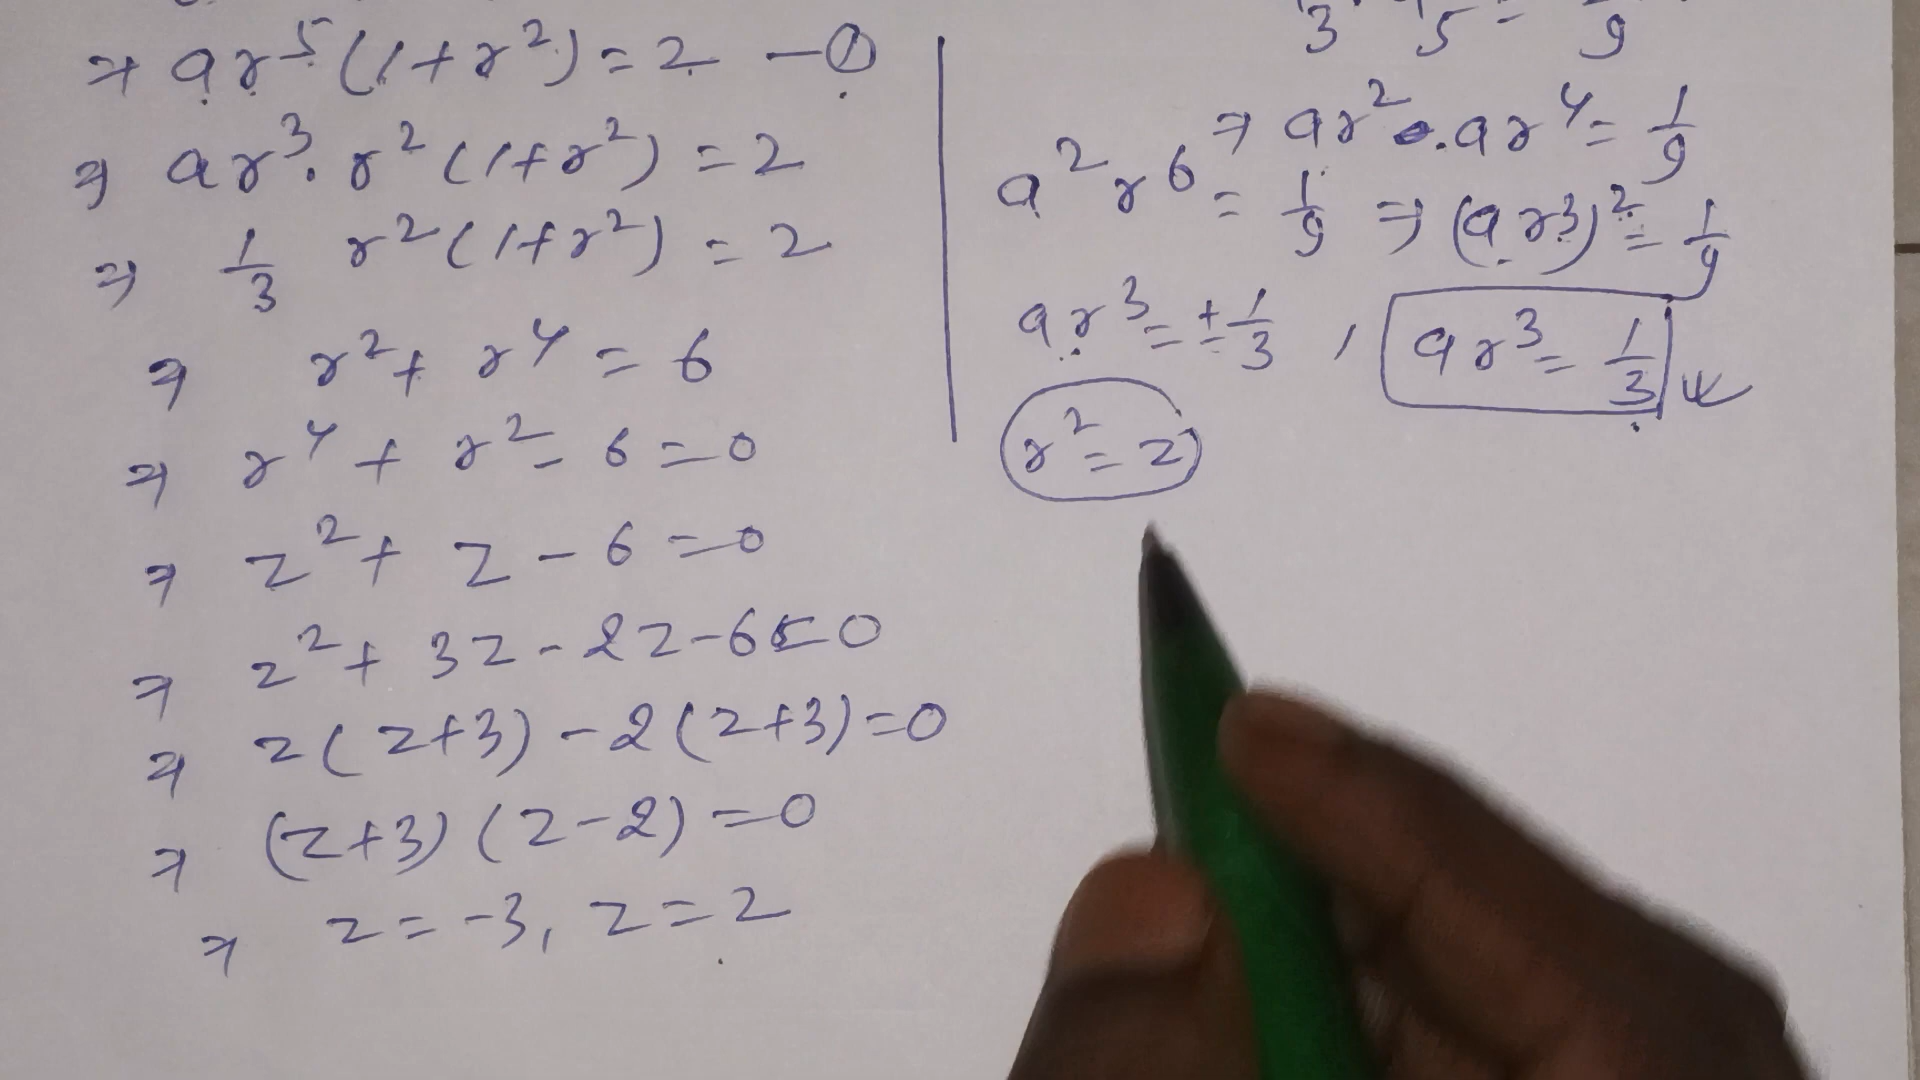 ⇒ ar⁵(1+r²)=2 —①
⇒ ar³.r²(1+r²)=2
⇒ 1/3 r²(1+r²)=2
⇒ r²+r⁴=6
⇒ r⁴+r²-6=0
⇒ z²+z-6=0
⇒ z²+3z-2z-6=0
⇒ z(z+3)-2(z+3)=0
⇒ (z+3)(z-2)=0
⇒ z=-3, z=2
⇒ ar².ar⁴=1/9
a²r⁶=1/9 ⇒ (ar³)²=1/9
ar³=±1/3, ar³=1/3
r²=z